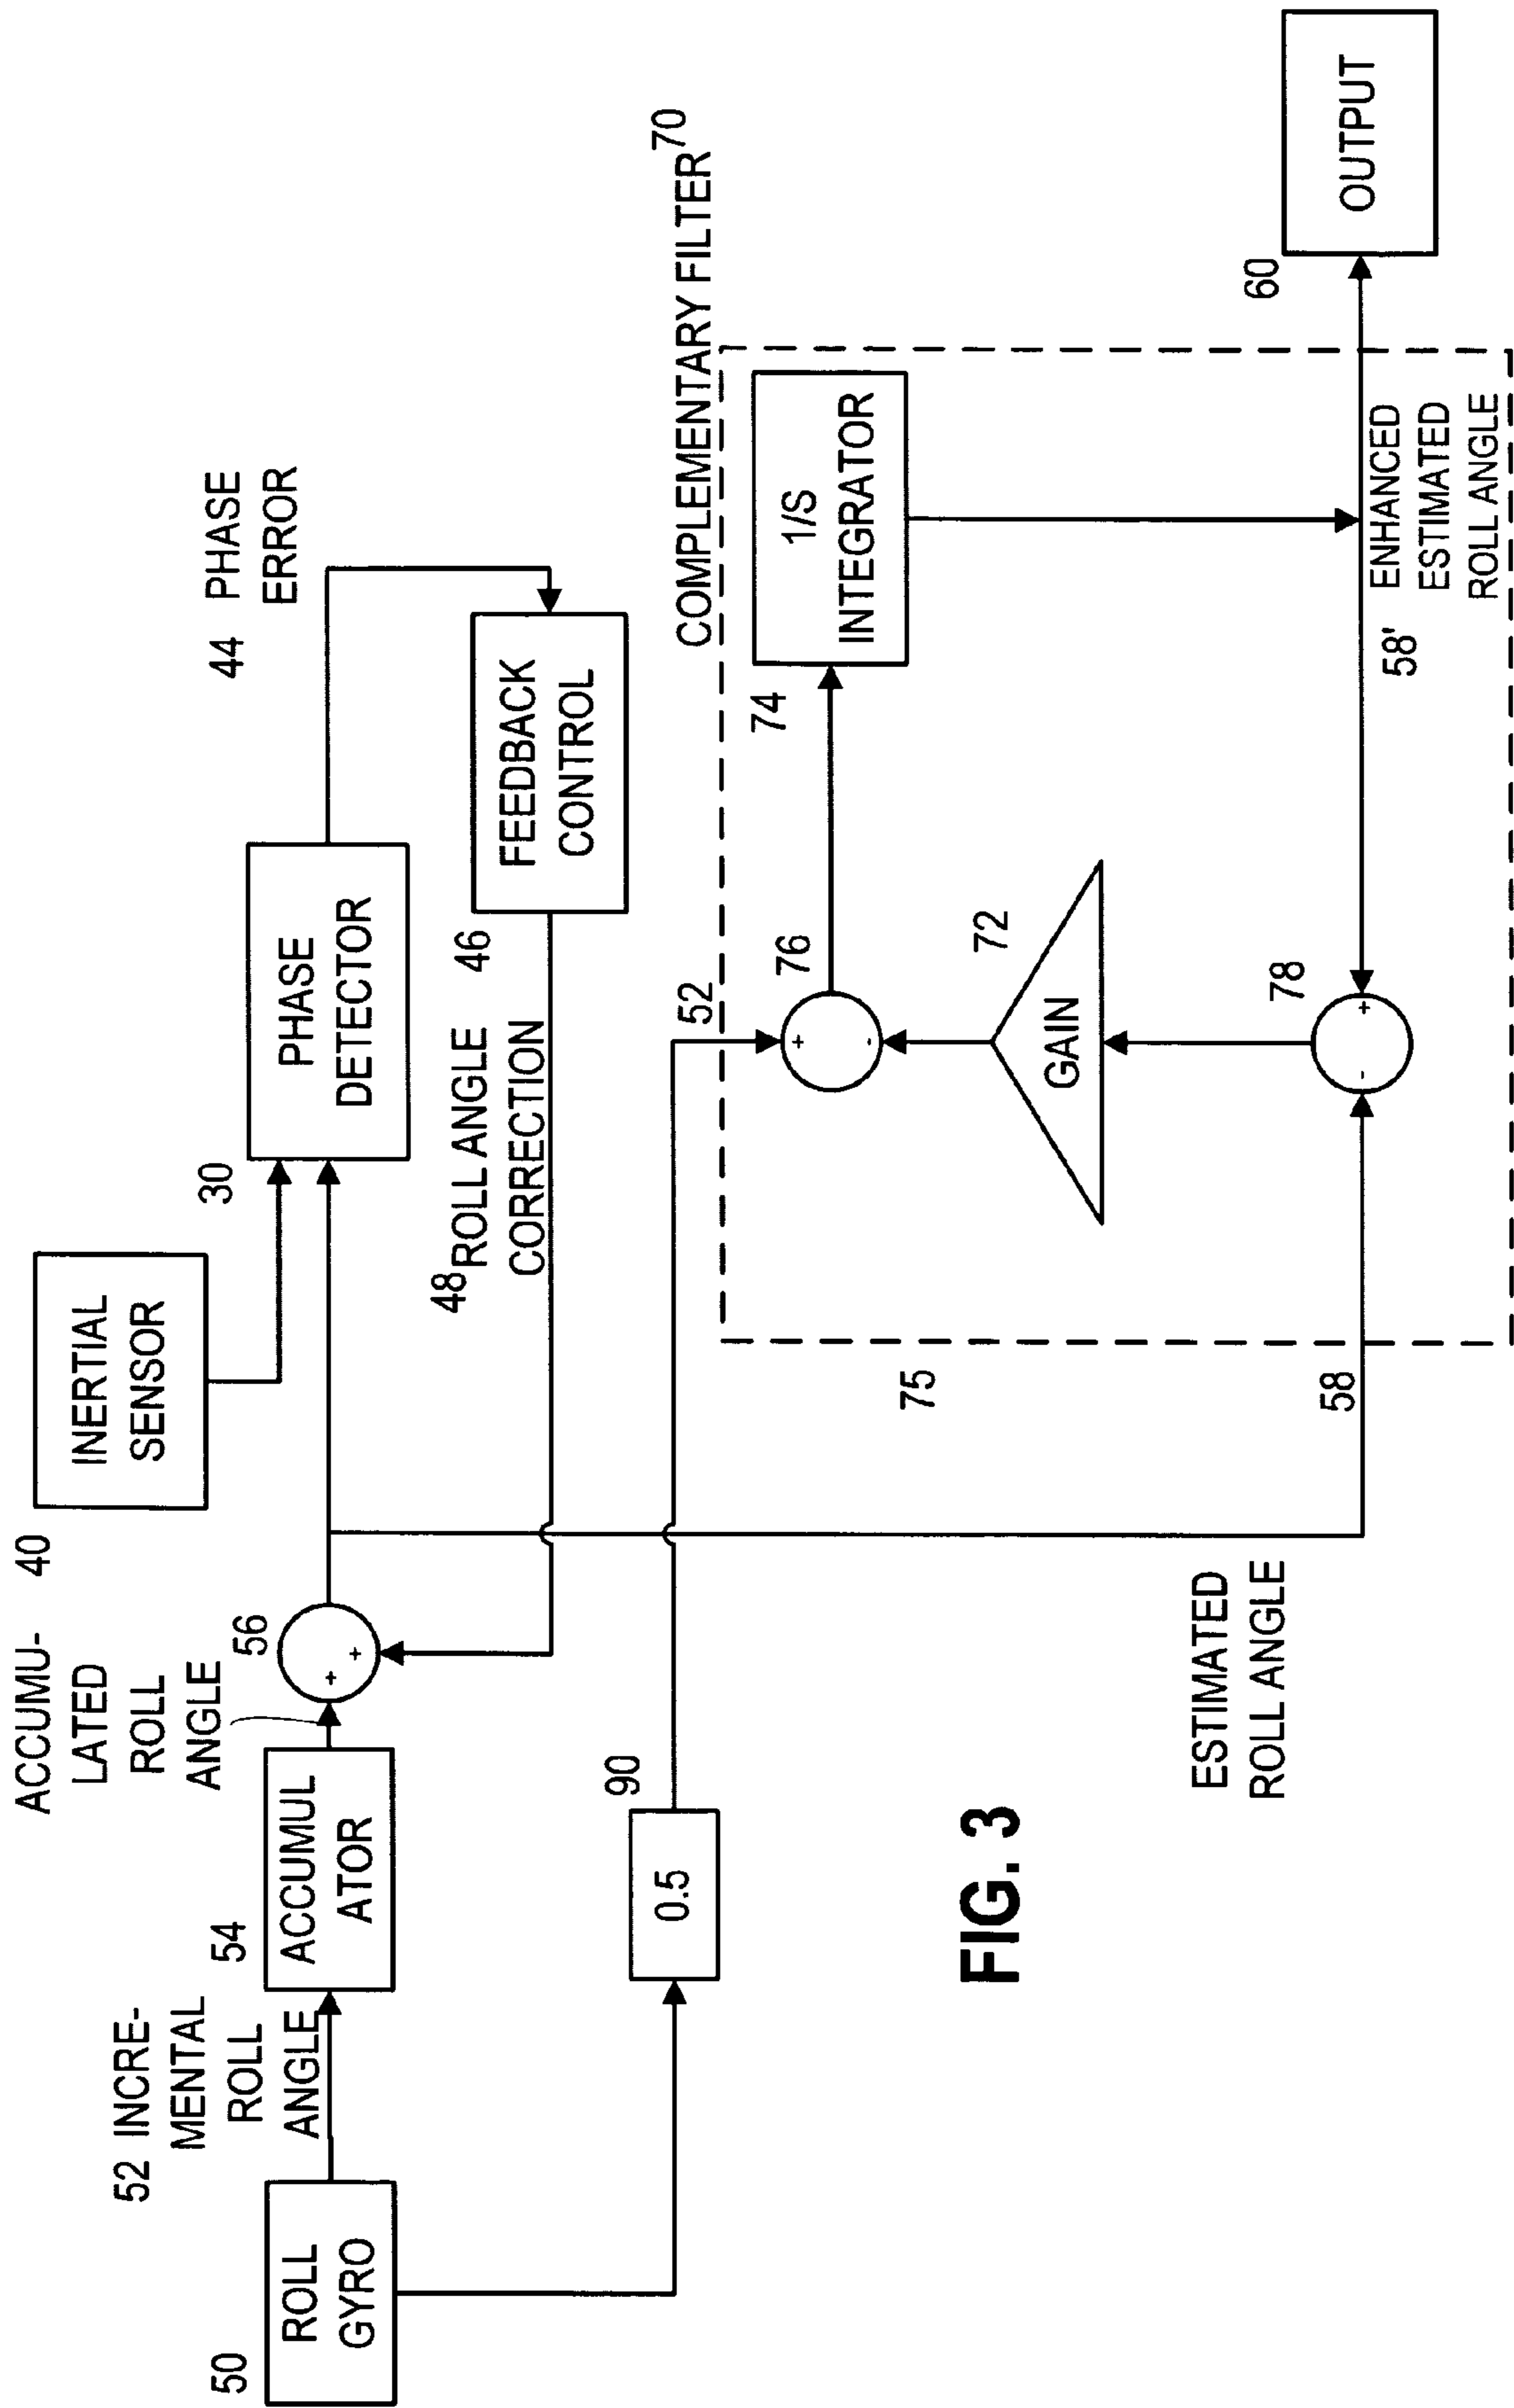 ACCUMU-
LATED
ROLL
ANGLE
40
INERTIAL
SENSOR
52 INCRE-
MENTAL
ROLL
ANGLE
50
ROLL
GYRO
54
ACCUMUL
ATOR
56
+
+
30
PHASE
DETECTOR
44 PHASE
ERROR
46
FEEDBACK
CONTROL
48 ROLL ANGLE
CORRECTION
90
0.5
COMPLEMENTARY FILTER 70
52
76
+
-
74
1/S
INTEGRATOR
72
GAIN
75
78
-
+
58
ESTIMATED
ROLL ANGLE
58'
ENHANCED
ESTIMATED
ROLL ANGLE
60
OUTPUT
FIG. 3